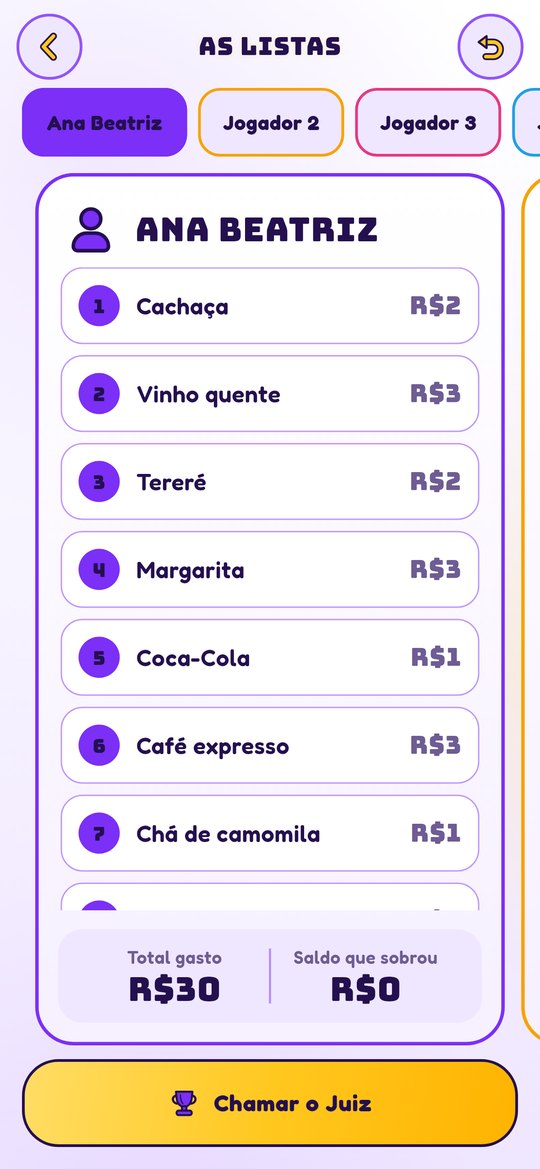 AS LISTAS
Ana Beatriz
Jogador 2
Jogador 3
ANA BEATRIZ
1 Cachaça R$2
2 Vinho quente R$3
3 Tereré R$2
4 Margarita R$3
5 Coca-Cola R$1
6 Café expresso R$3
7 Chá de camomila R$1
Total gasto Saldo que sobrou
R$30 R$0
Chamar o Juiz